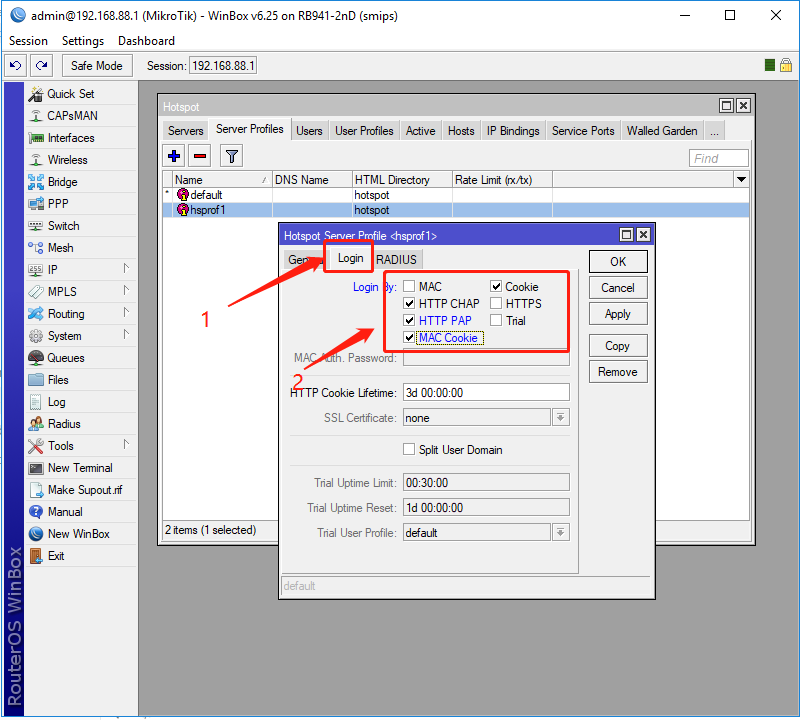 admin@192.168.88.1 (MikroTik) - WinBox v6.25 on RB941-2nD (smips)
Session Settings Dashboard
Safe Mode Session: 192.168.88.1
Quick Set
CAPsMAN
Interfaces
Wireless
Bridge
PPP
Switch
Mesh
IP
MPLS
Routing
System
Queues
Files
Log
Radius
Tools
New Terminal
Make Supout.rif
Manual
New WinBox
Exit
RouterOS WinBox
Hotspot
Servers Server Profiles Users User Profiles Active Hosts IP Bindings Service Ports Walled Garden ...
Find
Name / DNS Name HTML Directory Rate Limit (rx/tx)
* default hotspot
hsprof1 hotspot
2 items (1 selected)
Hotspot Server Profile <hsprof1>
Login RADIUS
Login By: MAC Cookie
HTTP CHAP HTTPS
HTTP PAP Trial
MAC Cookie
MAC Auth. Password:
HTTP Cookie Lifetime: 3d 00:00:00
SSL Certificate: none
Split User Domain
Trial Uptime Limit: 00:30:00
Trial Uptime Reset: 1d 00:00:00
Trial User Profile: default
default
OK
Cancel
Apply
Copy
Remove
1
2